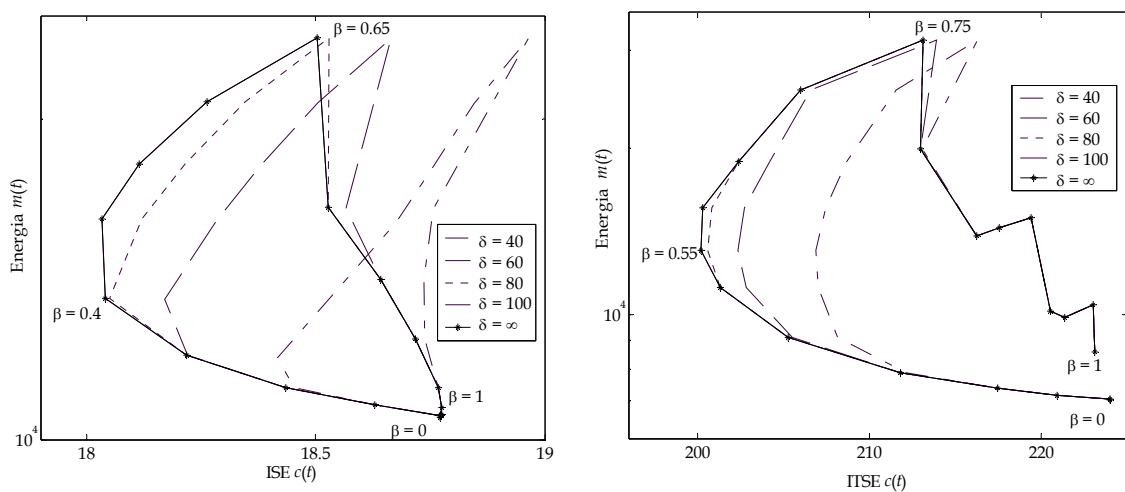 β = 0.65
Energia m(t)
δ = 40
δ = 60
δ = 80
δ = 100
δ = ∞
β = 0.4
β = 1
β = 0
10⁴
18
18.5
19
ISE c(t)
β = 0.75
Energia m(t)
δ = 40
δ = 60
δ = 80
δ = 100
δ = ∞
β = 0.55
10⁴
β = 1
β = 0
200
210
220
ITSE c(t)